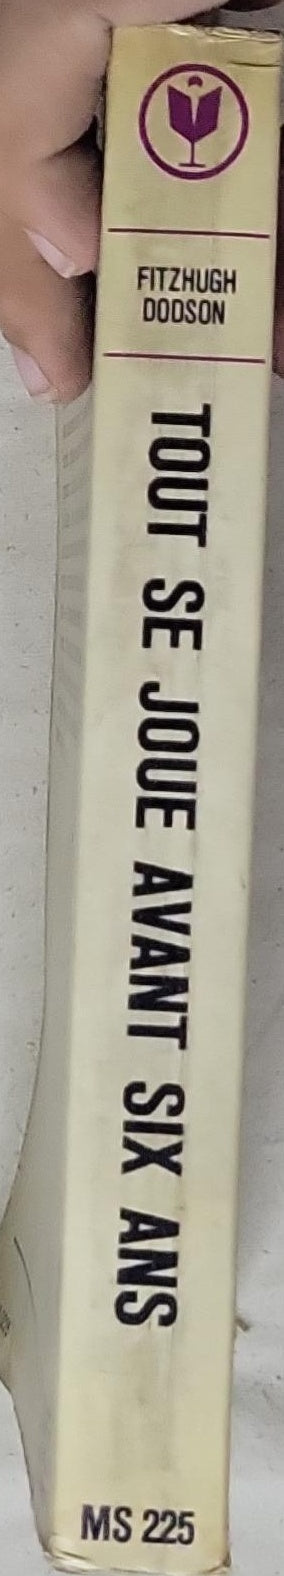 FITZHUGH
DODSON
TOUT SE JOUE AVANT SIX ANS
MS 225